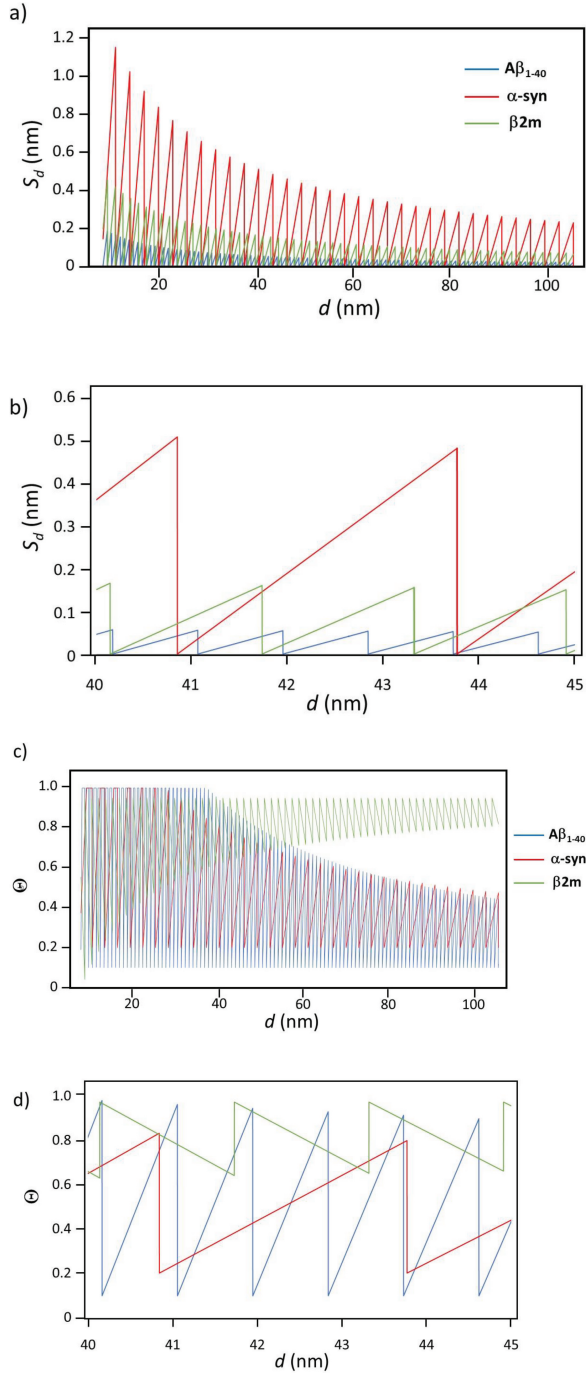 a)
1.2
1.0
0.8
0.6
0.4
0.2
0
S_d (nm)
Aβ₁₋₄₀
α-syn
β2m
20 40 60 80 100
d (nm)
b)
0.6
0.5
0.4
0.3
0.2
0.1
0
S_d (nm)
40 41 42 43 44 45
d (nm)
c)
1.0
0.8
0.6
0.4
0.2
0
Θ
Aβ₁₋₄₀
α-syn
β2m
20 40 60 80 100
d (nm)
d)
1.0
0.8
0.6
0.4
0.2
0
Θ
40 41 42 43 44 45
d (nm)